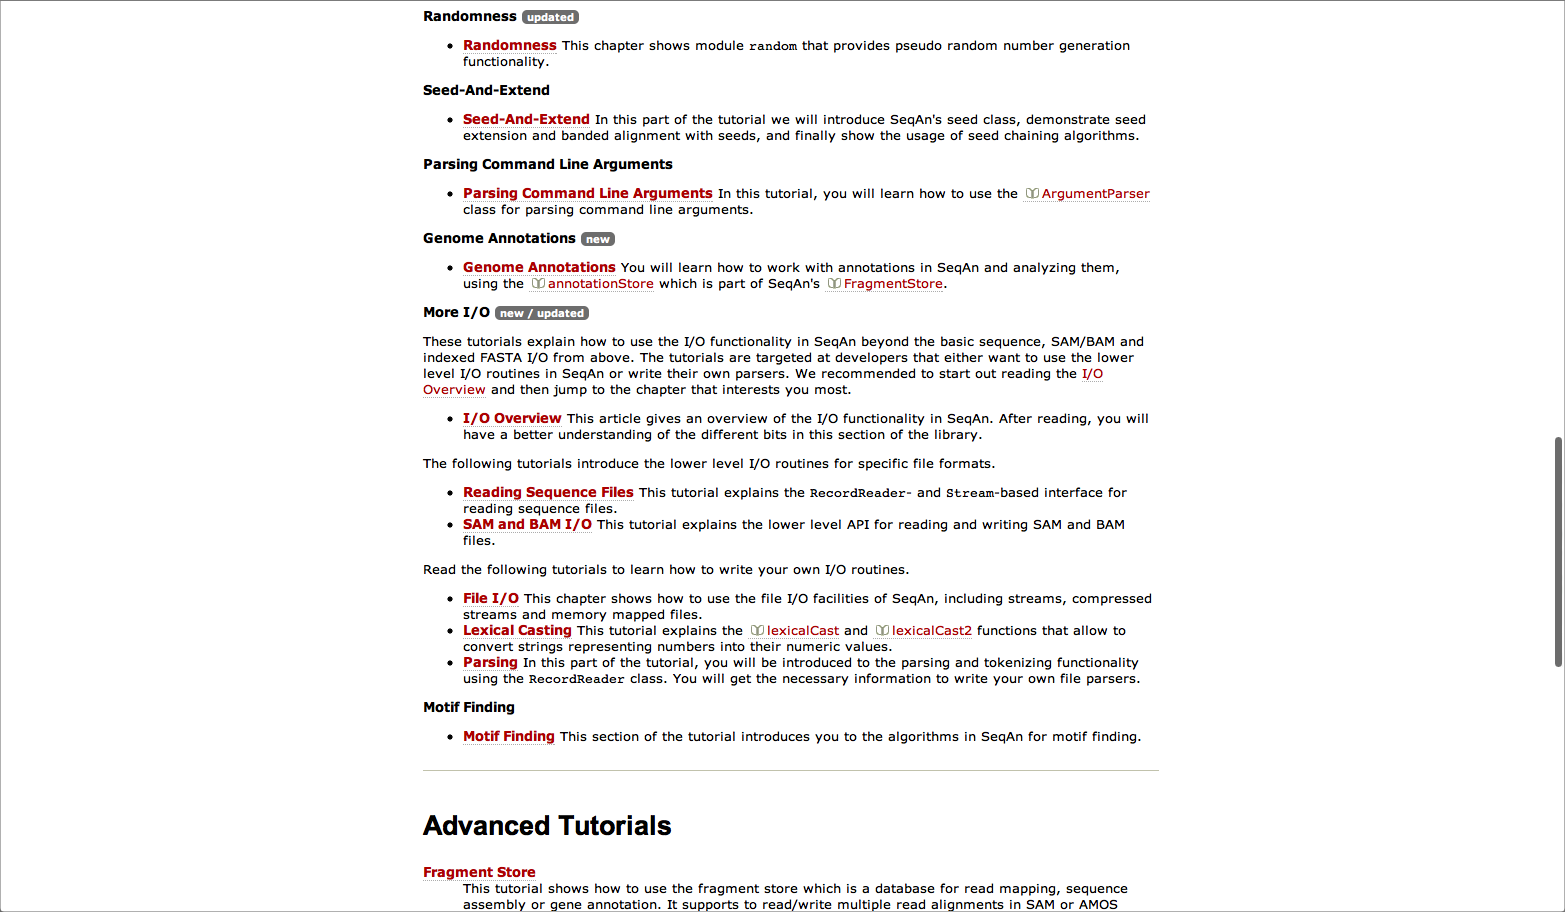 Randomness updated
Randomness This chapter shows module random that provides pseudo random number generation
functionality.
Seed-And-Extend
Seed-And-Extend In this part of the tutorial we will introduce SeqAn's seed class, demonstrate seed
extension and banded alignment with seeds, and finally show the usage of seed chaining algorithms.
Parsing Command Line Arguments
Parsing Command Line Arguments In this tutorial, you will learn how to use the ArgumentParser
class for parsing command line arguments.
Genome Annotations new
Genome Annotations You will learn how to work with annotations in SeqAn and analyzing them,
using the annotationStore which is part of SeqAn's FragmentStore.
More I/O new / updated
These tutorials explain how to use the I/O functionality in SeqAn beyond the basic sequence, SAM/BAM and
indexed FASTA I/O from above. The tutorials are targeted at developers that either want to use the lower
level I/O routines in SeqAn or write their own parsers. We recommended to start out reading the I/O
Overview and then jump to the chapter that interests you most.
I/O Overview This article gives an overview of the I/O functionality in SeqAn. After reading, you will
have a better understanding of the different bits in this section of the library.
The following tutorials introduce the lower level I/O routines for specific file formats.
Reading Sequence Files This tutorial explains the RecordReader- and Stream-based interface for
reading sequence files.
SAM and BAM I/O This tutorial explains the lower level API for reading and writing SAM and BAM
files.
Read the following tutorials to learn how to write your own I/O routines.
File I/O This chapter shows how to use the file I/O facilities of SeqAn, including streams, compressed
streams and memory mapped files.
Lexical Casting This tutorial explains the lexicalCast and lexicalCast2 functions that allow to
convert strings representing numbers into their numeric values.
Parsing In this part of the tutorial, you will be introduced to the parsing and tokenizing functionality
using the RecordReader class. You will get the necessary information to write your own file parsers.
Motif Finding
Motif Finding This section of the tutorial introduces you to the algorithms in SeqAn for motif finding.
Advanced Tutorials
Fragment Store
This tutorial shows how to use the fragment store which is a database for read mapping, sequence
assembly or gene annotation. It supports to read/write multiple read alignments in SAM or AMOS